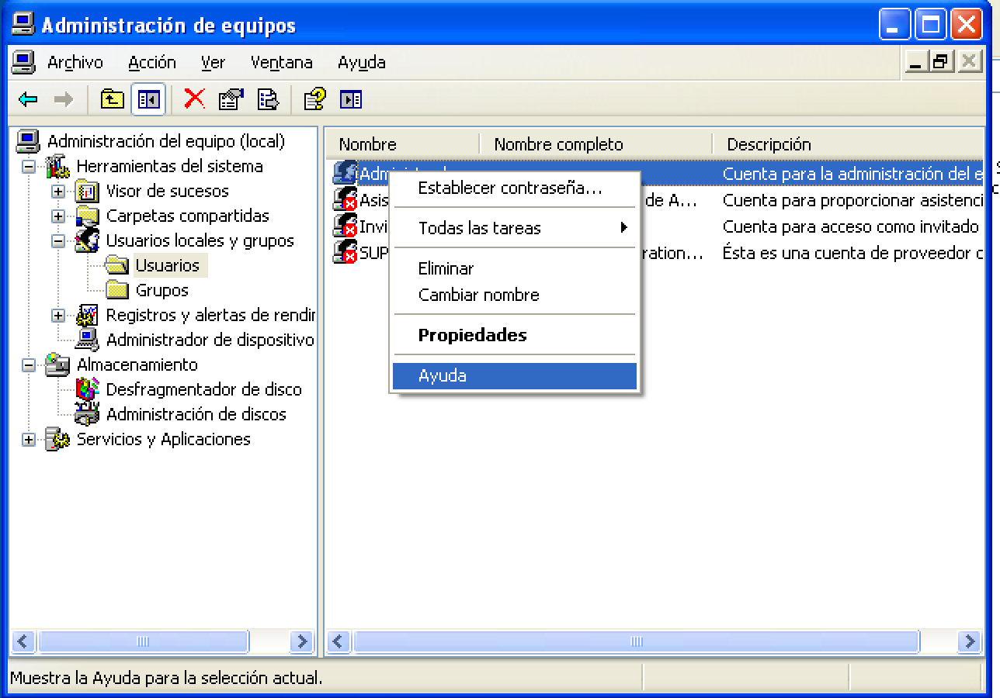 Administración de equipos
Archivo Acción Ver Ventana Ayuda
Administración del equipo (local)
Herramientas del sistema
Visor de sucesos
Carpetas compartidas
Usuarios locales y grupos
Usuarios
Grupos
Registros y alertas de rendir
Administrador de dispositivo
Almacenamiento
Desfragmentador de disco
Administración de discos
Servicios y Aplicaciones
Nombre Nombre completo Descripción
Cuenta para la administración del e
Asis de A... Cuenta para proporcionar asistenci
Invi Cuenta para acceso como invitado
SUP ration... Ésta es una cuenta de proveedor c
Establecer contraseña...
Todas las tareas
Eliminar
Cambiar nombre
Propiedades
Ayuda
Muestra la Ayuda para la selección actual.